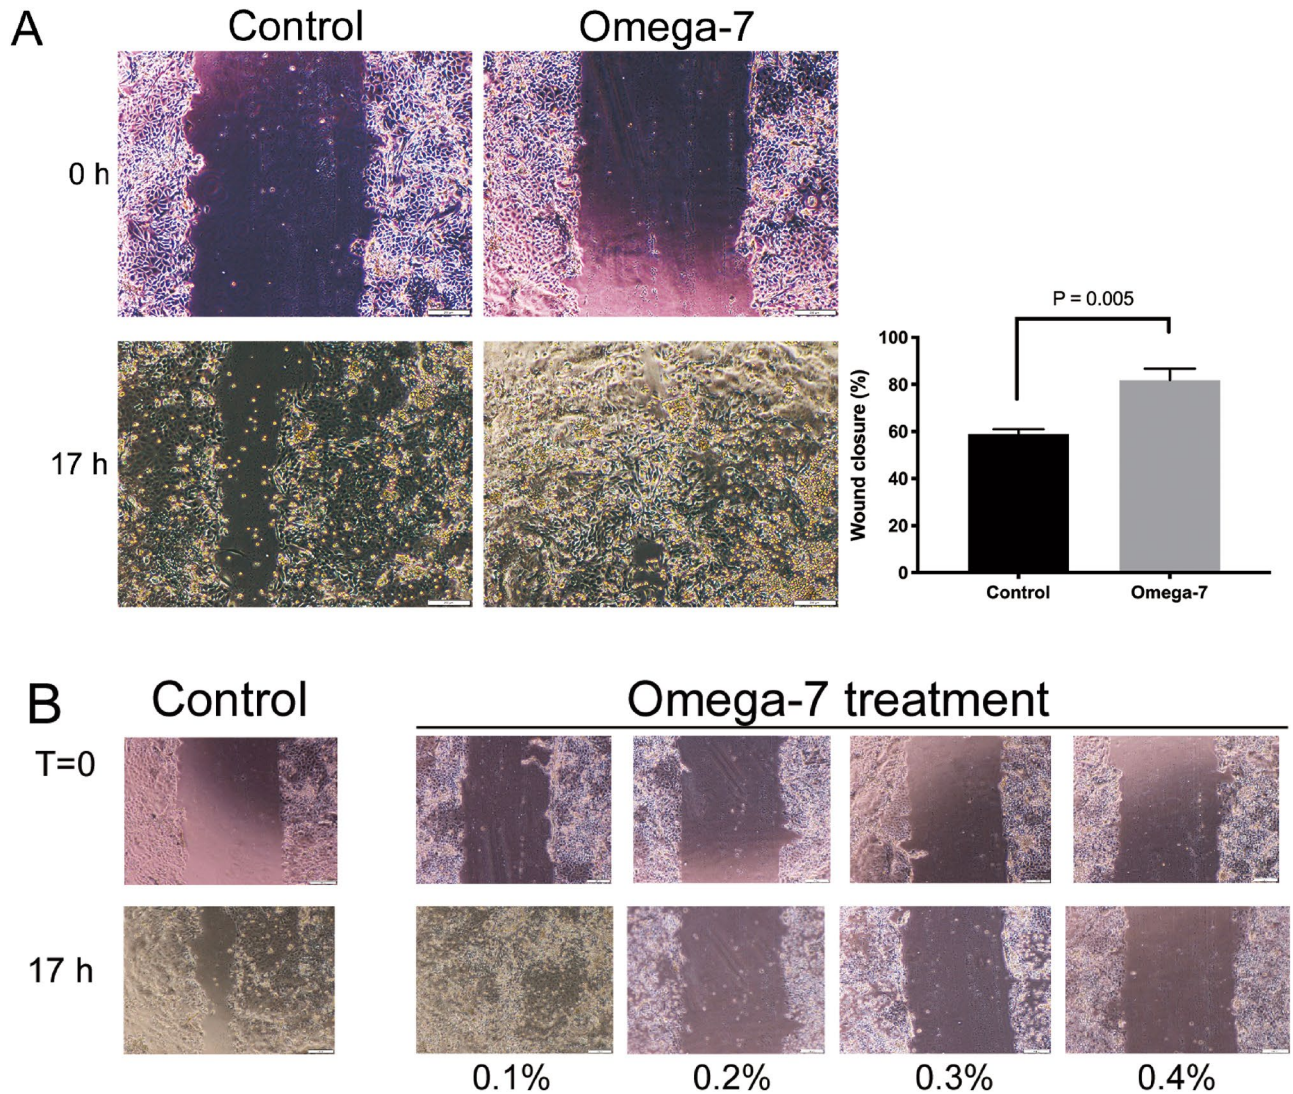 A
Control Omega-7
0 h
17 h
P = 0.005
Wound closure (%)
100
80
60
40
20
0
Control Omega-7
B
Control Omega-7 treatment
T=0
17 h
0.1% 0.2% 0.3% 0.4%